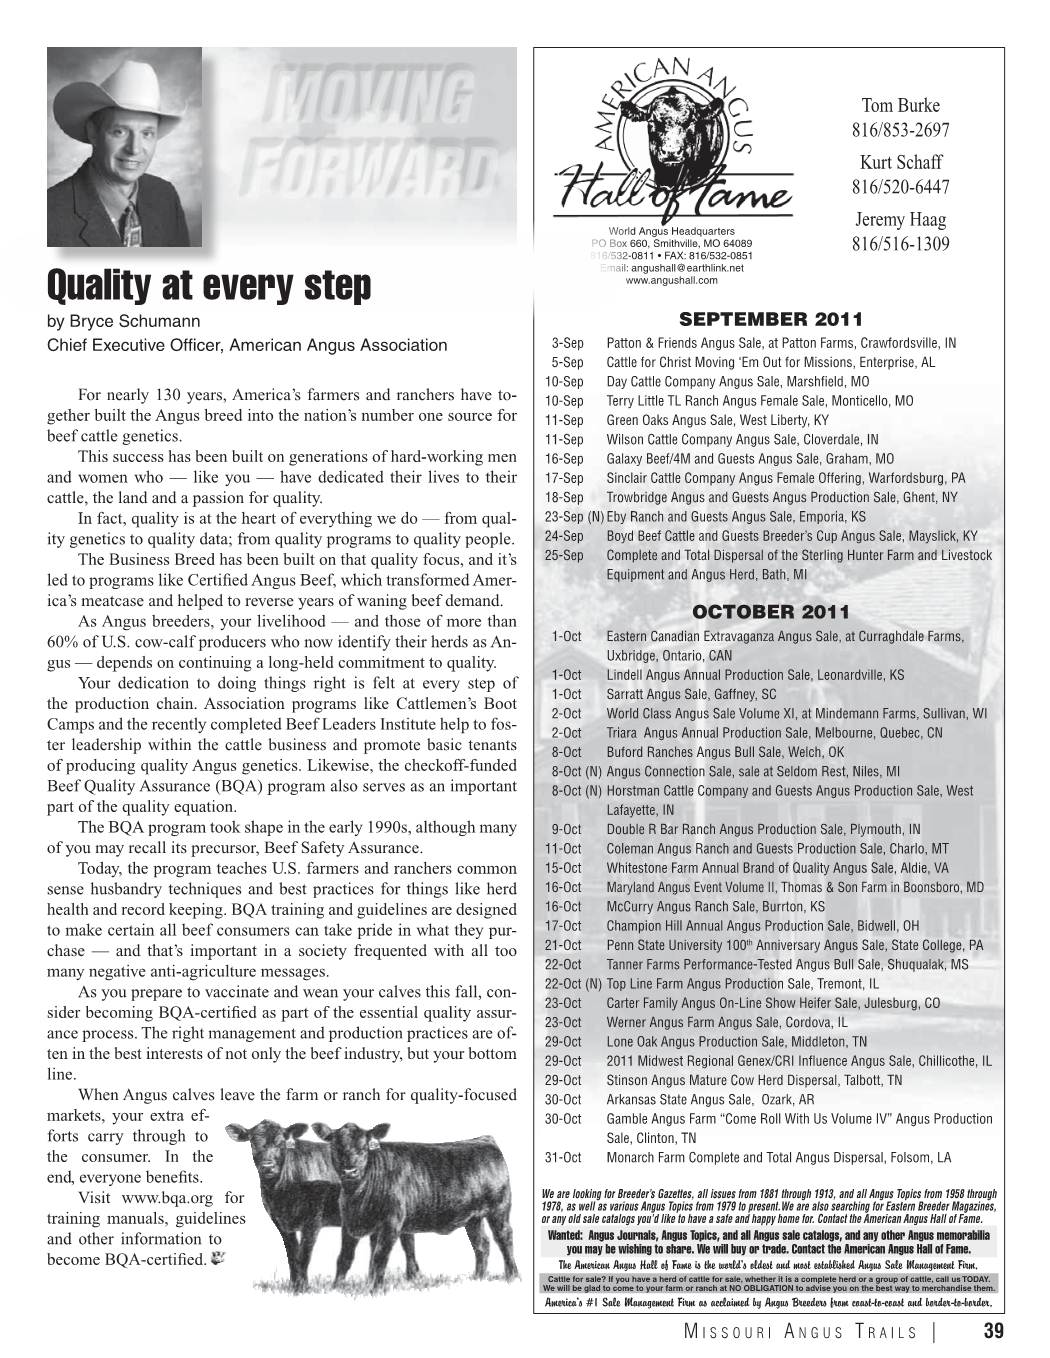 MOVING
FORWARD
Quality at every step
by Bryce Schumann
Chief Executive Officer, American Angus Association
For nearly 130 years, America's farmers and ranchers have to-
gether built the Angus breed into the nation's number one source for
beef cattle genetics.
This success has been built on generations of hard-working men
and women who — like you — have dedicated their lives to their
cattle, the land and a passion for quality.
In fact, quality is at the heart of everything we do — from qual-
ity genetics to quality data; from quality programs to quality people.
The Business Breed has been built on that quality focus, and it's
led to programs like Certified Angus Beef, which transformed Amer-
ica's meatcase and helped to reverse years of waning beef demand.
As Angus breeders, your livelihood — and those of more than
60% of U.S. cow-calf producers who now identify their herds as An-
gus — depends on continuing a long-held commitment to quality.
Your dedication to doing things right is felt at every step of
the production chain. Association programs like Cattlemen's Boot
Camps and the recently completed Beef Leaders Institute help to fos-
ter leadership within the cattle business and promote basic tenants
of producing quality Angus genetics. Likewise, the checkoff-funded
Beef Quality Assurance (BQA) program also serves as an important
part of the quality equation.
The BQA program took shape in the early 1990s, although many
of you may recall its precursor, Beef Safety Assurance.
Today, the program teaches U.S. farmers and ranchers common
sense husbandry techniques and best practices for things like herd
health and record keeping. BQA training and guidelines are designed
to make certain all beef consumers can take pride in what they pur-
chase — and that's important in a society frequented with all too
many negative anti-agriculture messages.
As you prepare to vaccinate and wean your calves this fall, con-
sider becoming BQA-certified as part of the essential quality assur-
ance process. The right management and production practices are of-
ten in the best interests of not only the beef industry, but your bottom
line.
When Angus calves leave the farm or ranch for quality-focused
markets, your extra ef-
forts carry through to
the consumer. In the
end, everyone benefits.
Visit www.bqa.org for
training manuals, guidelines
and other information to
become BQA-certified.
AMERICAN ANGUS
Hall of Fame
World Angus Headquarters
PO Box 660, Smithville, MO 64089
816/532-0811 • FAX: 816/532-0851
Email: angushall@earthlink.net
www.angushall.com
Tom Burke
816/853-2697
Kurt Schaff
816/520-6447
Jeremy Haag
816/516-1309
SEPTEMBER 2011
3-Sep Patton & Friends Angus Sale, at Patton Farms, Crawfordsville, IN
5-Sep Cattle for Christ Moving 'Em Out for Missions, Enterprise, AL
10-Sep Day Cattle Company Angus Sale, Marshfield, MO
10-Sep Terry Little TL Ranch Angus Female Sale, Monticello, MO
11-Sep Green Oaks Angus Sale, West Liberty, KY
11-Sep Wilson Cattle Company Angus Sale, Cloverdale, IN
16-Sep Galaxy Beef/4M and Guests Angus Sale, Graham, MO
17-Sep Sinclair Cattle Company Angus Female Offering, Warfordsburg, PA
18-Sep Trowbridge Angus and Guests Angus Production Sale, Ghent, NY
23-Sep (N) Eby Ranch and Guests Angus Sale, Emporia, KS
24-Sep Boyd Beef Cattle and Guests Breeder's Cup Angus Sale, Mayslick, KY
25-Sep Complete and Total Dispersal of the Sterling Hunter Farm and Livestock
Equipment and Angus Herd, Bath, MI
OCTOBER 2011
1-Oct Eastern Canadian Extravaganza Angus Sale, at Curraghdale Farms,
Uxbridge, Ontario, CAN
1-Oct Lindell Angus Annual Production Sale, Leonardville, KS
1-Oct Sarratt Angus Sale, Gaffney, SC
2-Oct World Class Angus Sale Volume XI, at Mindemann Farms, Sullivan, WI
2-Oct Triara Angus Annual Production Sale, Melbourne, Quebec, CN
8-Oct Buford Ranches Angus Bull Sale, Welch, OK
8-Oct (N) Angus Connection Sale, sale at Seldom Rest, Niles, MI
8-Oct (N) Horstman Cattle Company and Guests Angus Production Sale, West
Lafayette, IN
9-Oct Double R Bar Ranch Angus Production Sale, Plymouth, IN
11-Oct Coleman Angus Ranch and Guests Production Sale, Charlo, MT
15-Oct Whitestone Farm Annual Brand of Quality Angus Sale, Aldie, VA
16-Oct Maryland Angus Event Volume II, Thomas & Son Farm in Boonsboro, MD
16-Oct McCurry Angus Ranch Sale, Burrton, KS
17-Oct Champion Hill Annual Angus Production Sale, Bidwell, OH
21-Oct Penn State University 100th Anniversary Angus Sale, State College, PA
22-Oct Tanner Farms Performance-Tested Angus Bull Sale, Shuqualak, MS
22-Oct (N) Top Line Farm Angus Production Sale, Tremont, IL
23-Oct Carter Family Angus On-Line Show Heifer Sale, Julesburg, CO
23-Oct Werner Angus Farm Angus Sale, Cordova, IL
29-Oct Lone Oak Angus Production Sale, Middleton, TN
29-Oct 2011 Midwest Regional Genex/CRI Influence Angus Sale, Chillicothe, IL
29-Oct Stinson Angus Mature Cow Herd Dispersal, Talbott, TN
30-Oct Arkansas State Angus Sale, Ozark, AR
30-Oct Gamble Angus Farm "Come Roll With Us Volume IV" Angus Production
Sale, Clinton, TN
31-Oct Monarch Farm Complete and Total Angus Dispersal, Folsom, LA
We are looking for Breeder's Gazettes, all issues from 1881 through 1913, and all Angus Topics from 1958 through
1978, as well as various Angus Topics from 1979 to present.We are also searching for Eastern Breeder Magazines,
or any old sale catalogs you'd like to have a safe and happy home for. Contact the American Angus Hall of Fame.
Wanted: Angus Journals, Angus Topics, and all Angus sale catalogs, and any other Angus memorabilia
you may be wishing to share. We will buy or trade. Contact the American Angus Hall of Fame.
The American Angus Hall of Fame is the world's oldest and most established Angus Sale Management Firm.
Cattle for sale? If you have a herd of cattle for sale, whether it is a complete herd or a group of cattle, call us TODAY.
We will be glad to come to your farm or ranch at NO OBLIGATION to advise you on the best way to merchandise them.
America's #1 Sale Management Firm as acclaimed by Angus Breeders from coast-to-coast and border-to-border.
MISSOURI ANGUS TRAILS | 39